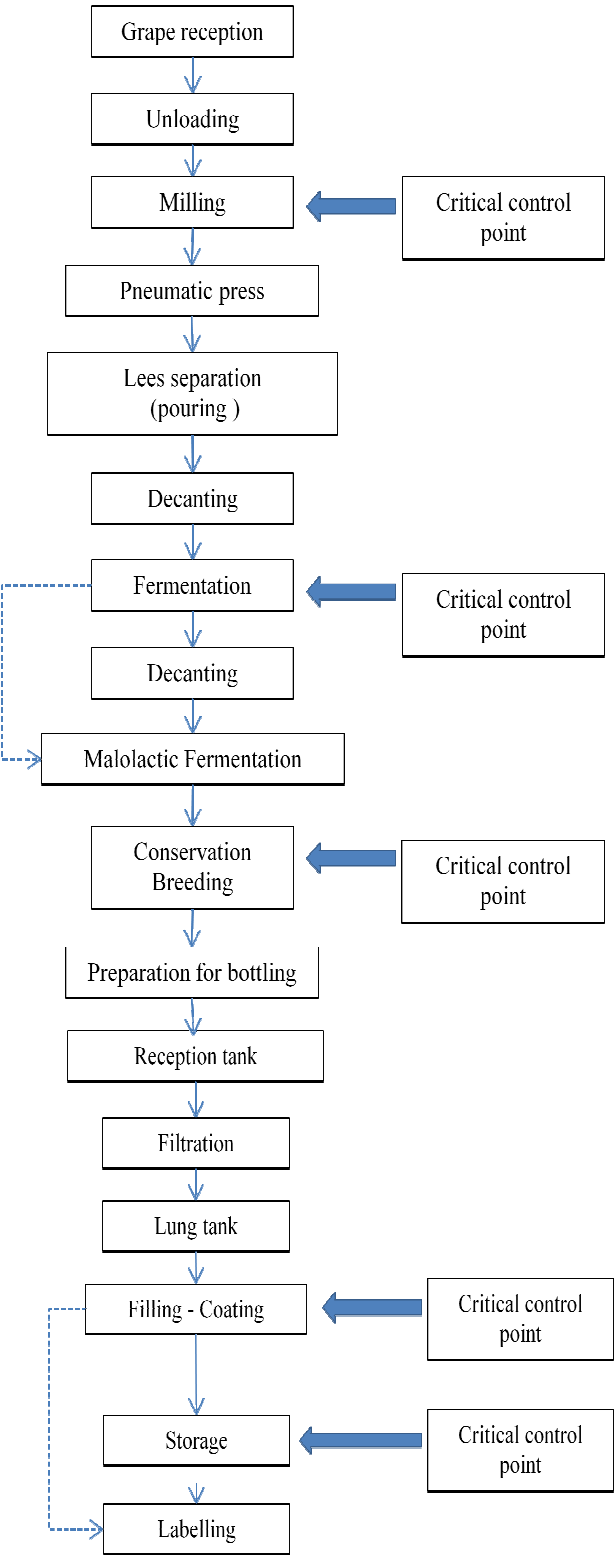 Grape reception
Unloading
Milling
Critical control
point
Pneumatic press
Lees separation
(pouring )
Decanting
Fermentation
Critical control
point
Decanting
Malolactic Fermentation
Conservation
Breeding
Critical control
point
Preparation for bottling
Reception tank
Filtration
Lung tank
Filling - Coating
Critical control
point
Storage
Critical control
point
Labelling